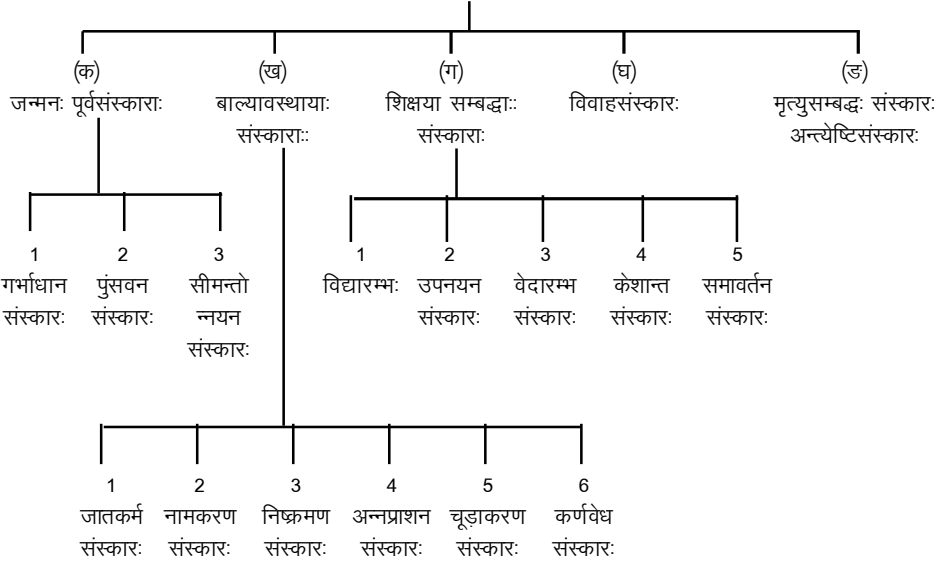 (क) (ख) (ग) (घ) (ङ)
जन्मनः पूर्वसंस्काराः बाल्यावस्थायाः शिक्षया सम्बद्धाः: विवाहसंस्कारः मृत्युसम्बद्धः संस्कारः
संस्काराः: संस्काराः अन्त्येष्टिसंस्कारः
1 2 3 1 2 3 4 5
गर्भाधान पुंसवन सीमन्तो विद्यारम्भः उपनयन वेदारम्भ केशान्त समावर्तन
संस्कारः संस्कारः न्नयन संस्कारः संस्कारः संस्कारः संस्कारः
संस्कारः
1 2 3 4 5 6
जातकर्म नामकरण निष्क्रमण अन्नप्राशन चूड़ाकरण कर्णवेध
संस्कारः संस्कारः संस्कारः संस्कारः संस्कारः संस्कारः